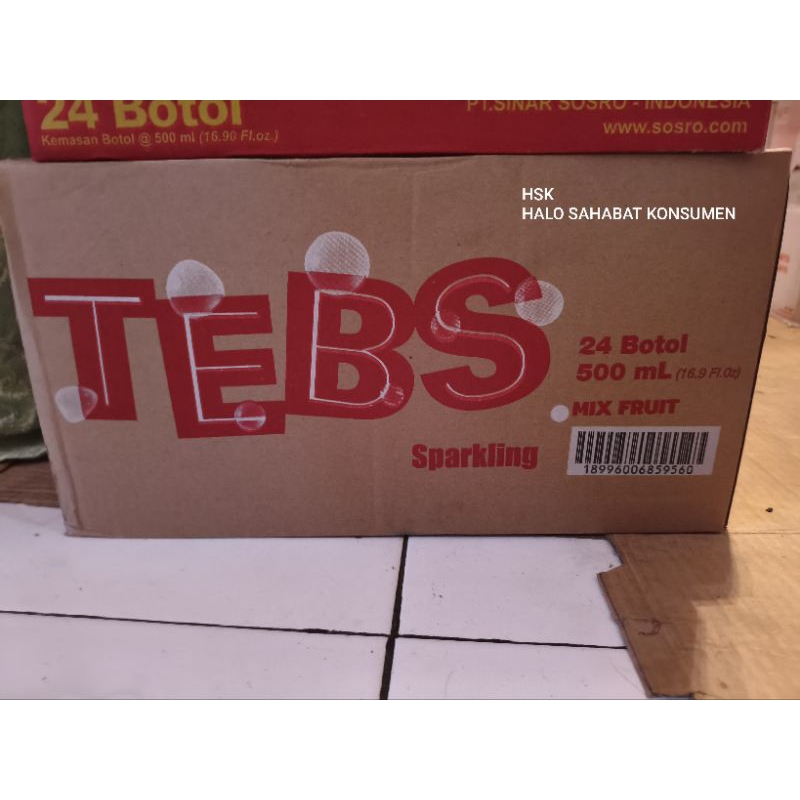 24 Botol
Kemasan Botol @ 500 ml (16.90 Fl.oz.)
PT.SINAR SOSRO - INDONESIA
www.sosro.com
HSK
HALO SAHABAT KONSUMEN
TEBS
Sparkling
24 Botol
500 mL (16.9 Fl.Oz)
MIX FRUIT
18996006859560